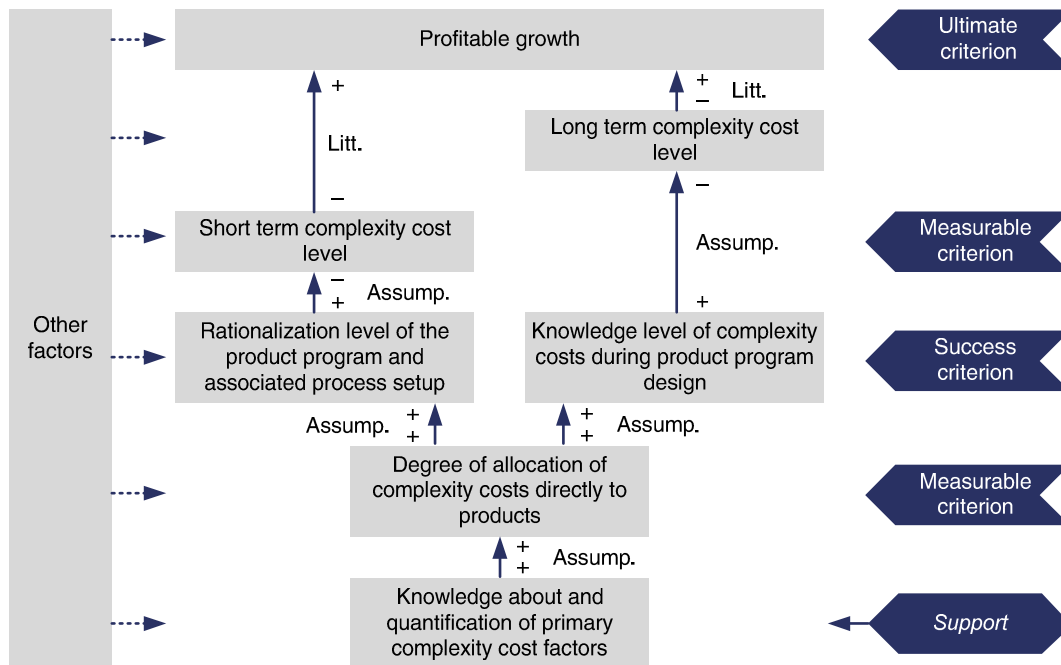 Profitable growth
Ultimate
criterion
+
+
−
Litt.
Long term complexity cost
level
Litt.
−
−
Short term complexity cost
level
Measurable
criterion
Assump.
−
+
Assump.
+
Other
factors
Rationalization level of the
product program and
associated process setup
Knowledge level of complexity
costs during product program
design
Success
criterion
Assump.
+
+
+
+
Assump.
Degree of allocation of
complexity costs directly to
products
Measurable
criterion
+
+
Assump.
Knowledge about and
quantification of primary
complexity cost factors
Support